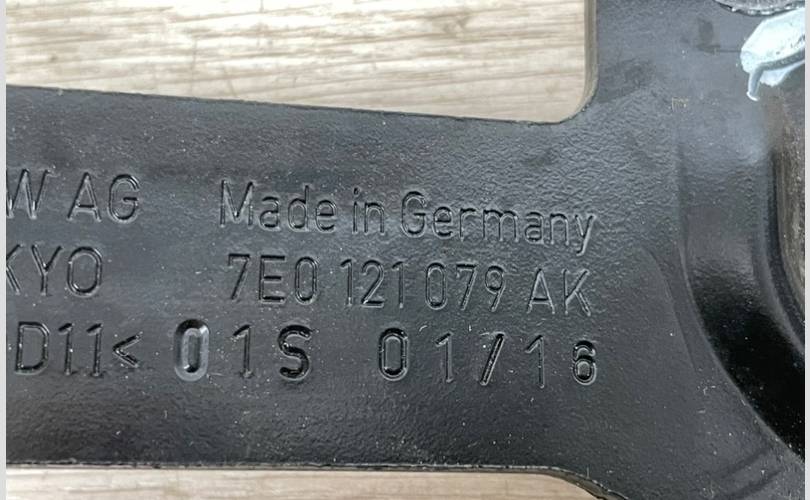 W AG Made in Germany
KYO 7E0 121 079 AK
D11< 01S 01/16